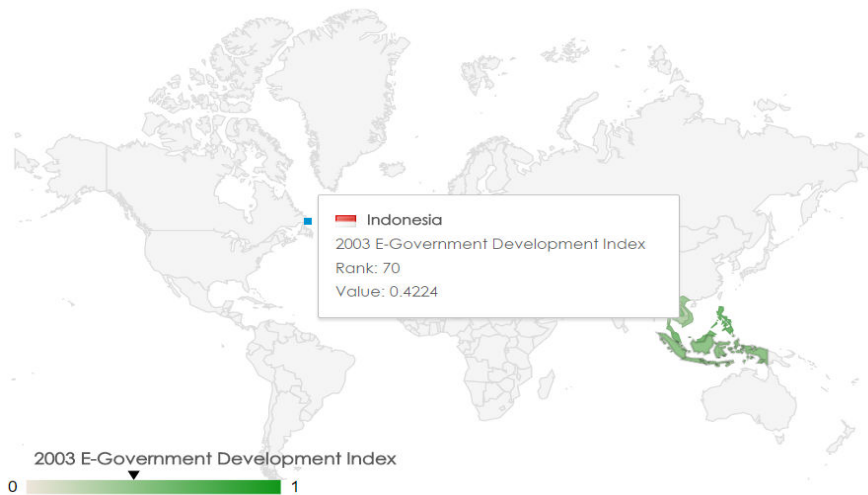 Indonesia
2003 E-Government Development Index
Rank: 70
Value: 0.4224
2003 E-Government Development Index
0 1